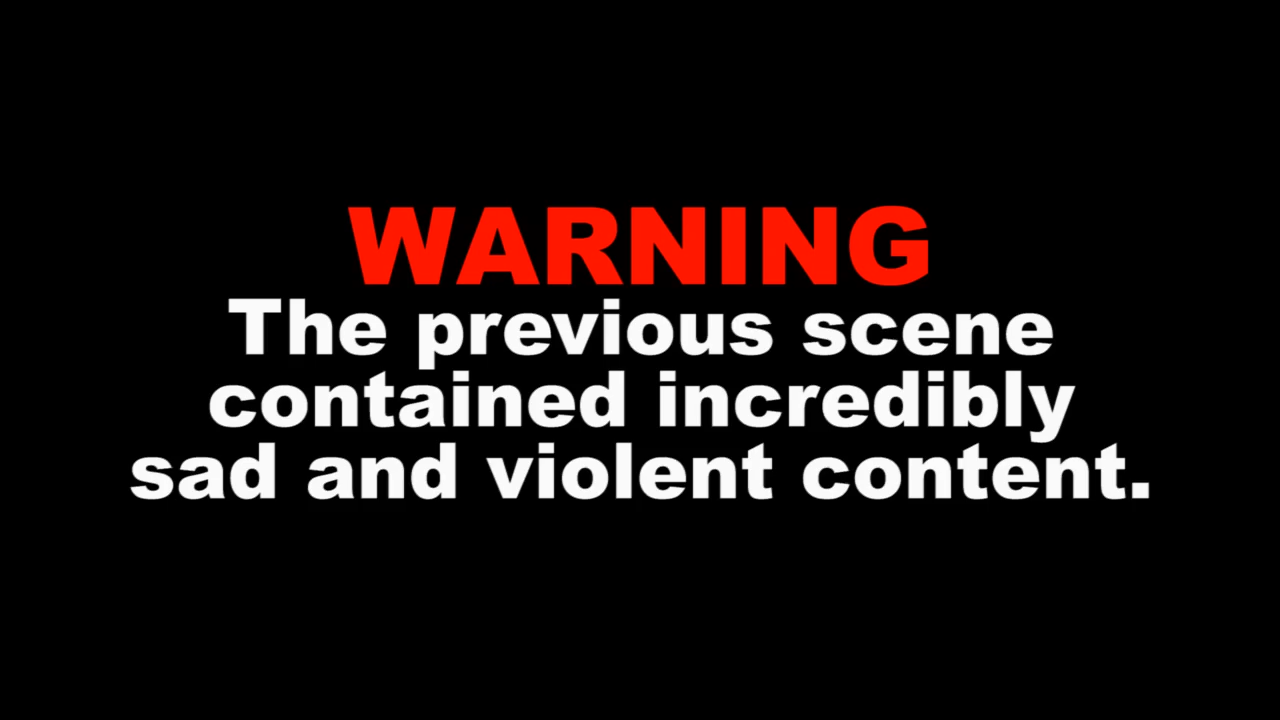 WARNING
The previous scene
contained incredibly
sad and violent content.